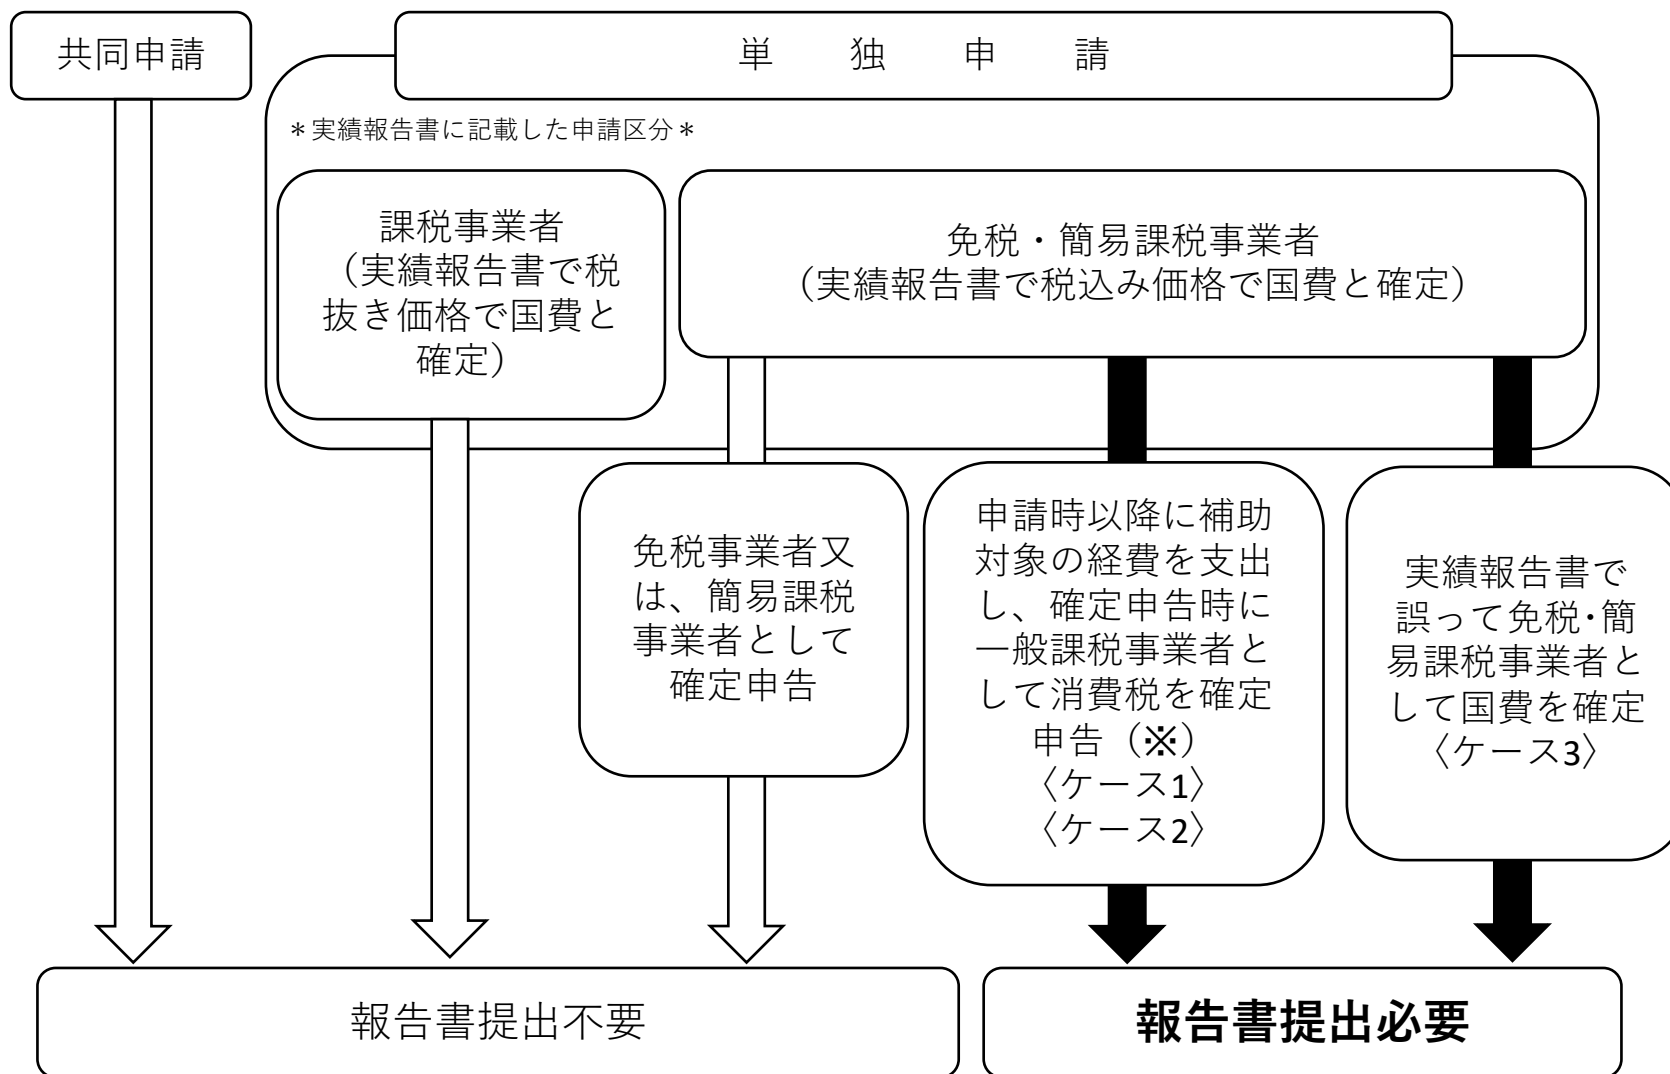 共同申請
単　独　申　請
＊実績報告書に記載した申請区分＊
課税事業者
（実績報告書で税
抜き価格で国費と
確定）
免税・簡易課税事業者
（実績報告書で税込み価格で国費と確定）
免税事業者又
は、簡易課税
事業者として
確定申告
申請時以降に補助
対象の経費を支出
し、確定申告時に
一般課税事業者と
して消費税を確定
申告（※）
〈ケース1〉
〈ケース2〉
実績報告書で
誤って免税･簡
易課税事業者と
して国費を確定
〈ケース3〉
報告書提出不要
報告書提出必要